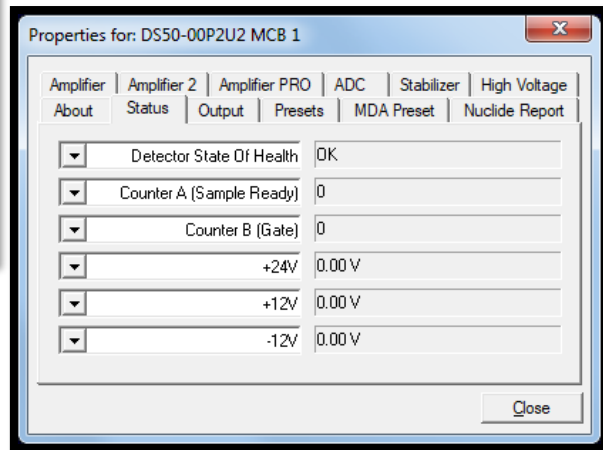 Properties for: DS50-00P2U2 MCB 1
Amplifier Amplifier 2 Amplifier PRO ADC Stabilizer High Voltage
About Status Output Presets MDA Preset Nuclide Report
Detector State Of Health OK
Counter A (Sample Ready) 0
Counter B (Gate) 0
+24V 0.00 V
+12V 0.00 V
-12V 0.00 V
Close